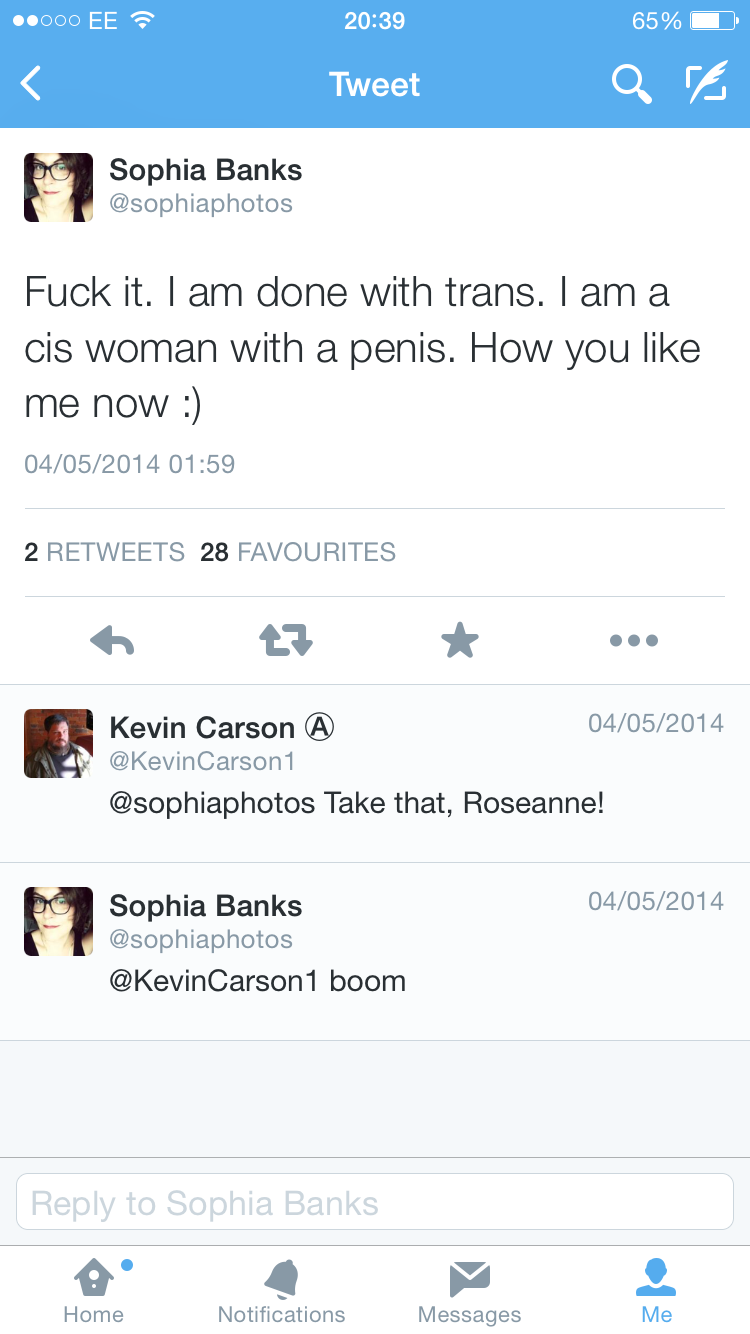 EE 20:39 65%
Tweet
Sophia Banks
@sophiaphotos
Fuck it. I am done with trans. I am a
cis woman with a penis. How you like
me now :)
04/05/2014 01:59
2 RETWEETS 28 FAVOURITES
Kevin Carson Ⓐ 04/05/2014
@KevinCarson1
@sophiaphotos Take that, Roseanne!
Sophia Banks 04/05/2014
@sophiaphotos
@KevinCarson1 boom
Reply to Sophia Banks
Home Notifications Messages Me